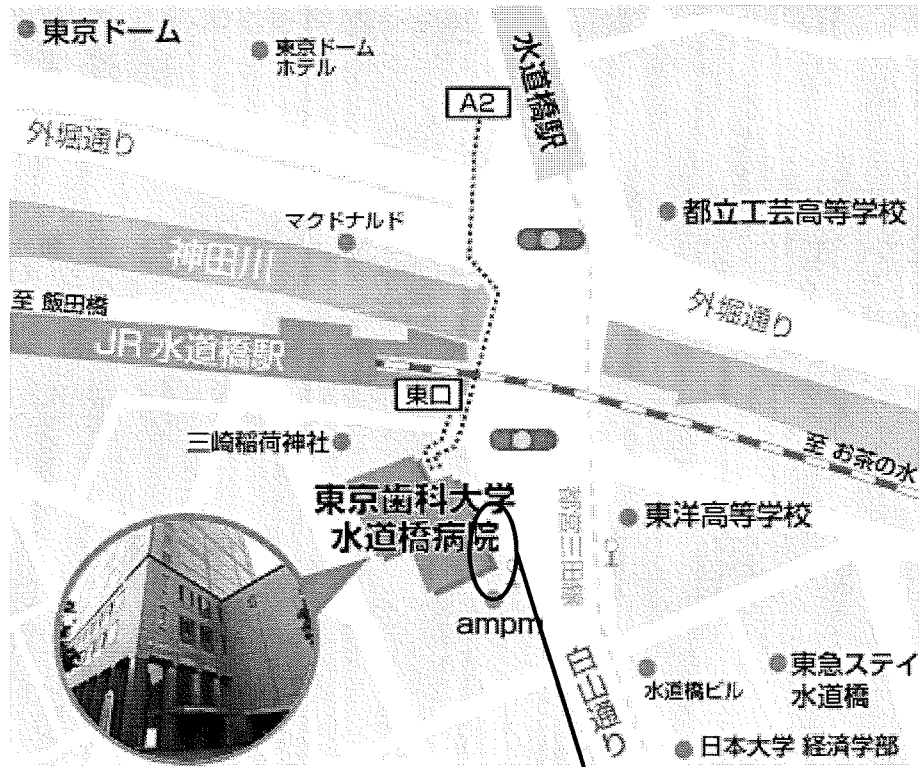 東京ドーム
東京ドーム
ホテル
水道橋駅
A2
外堀通り
マクドナルド
都立工芸高等学校
神田川
外堀通り
至 飯田橋
JR 水道橋駅
東口
三崎稲荷神社
至 お茶の水
東京歯科大学
水道橋病院
都営三田線
東洋高等学校
ampm
白山通り
水道橋ビル
東急ステイ
水道橋
日本大学 経済学部